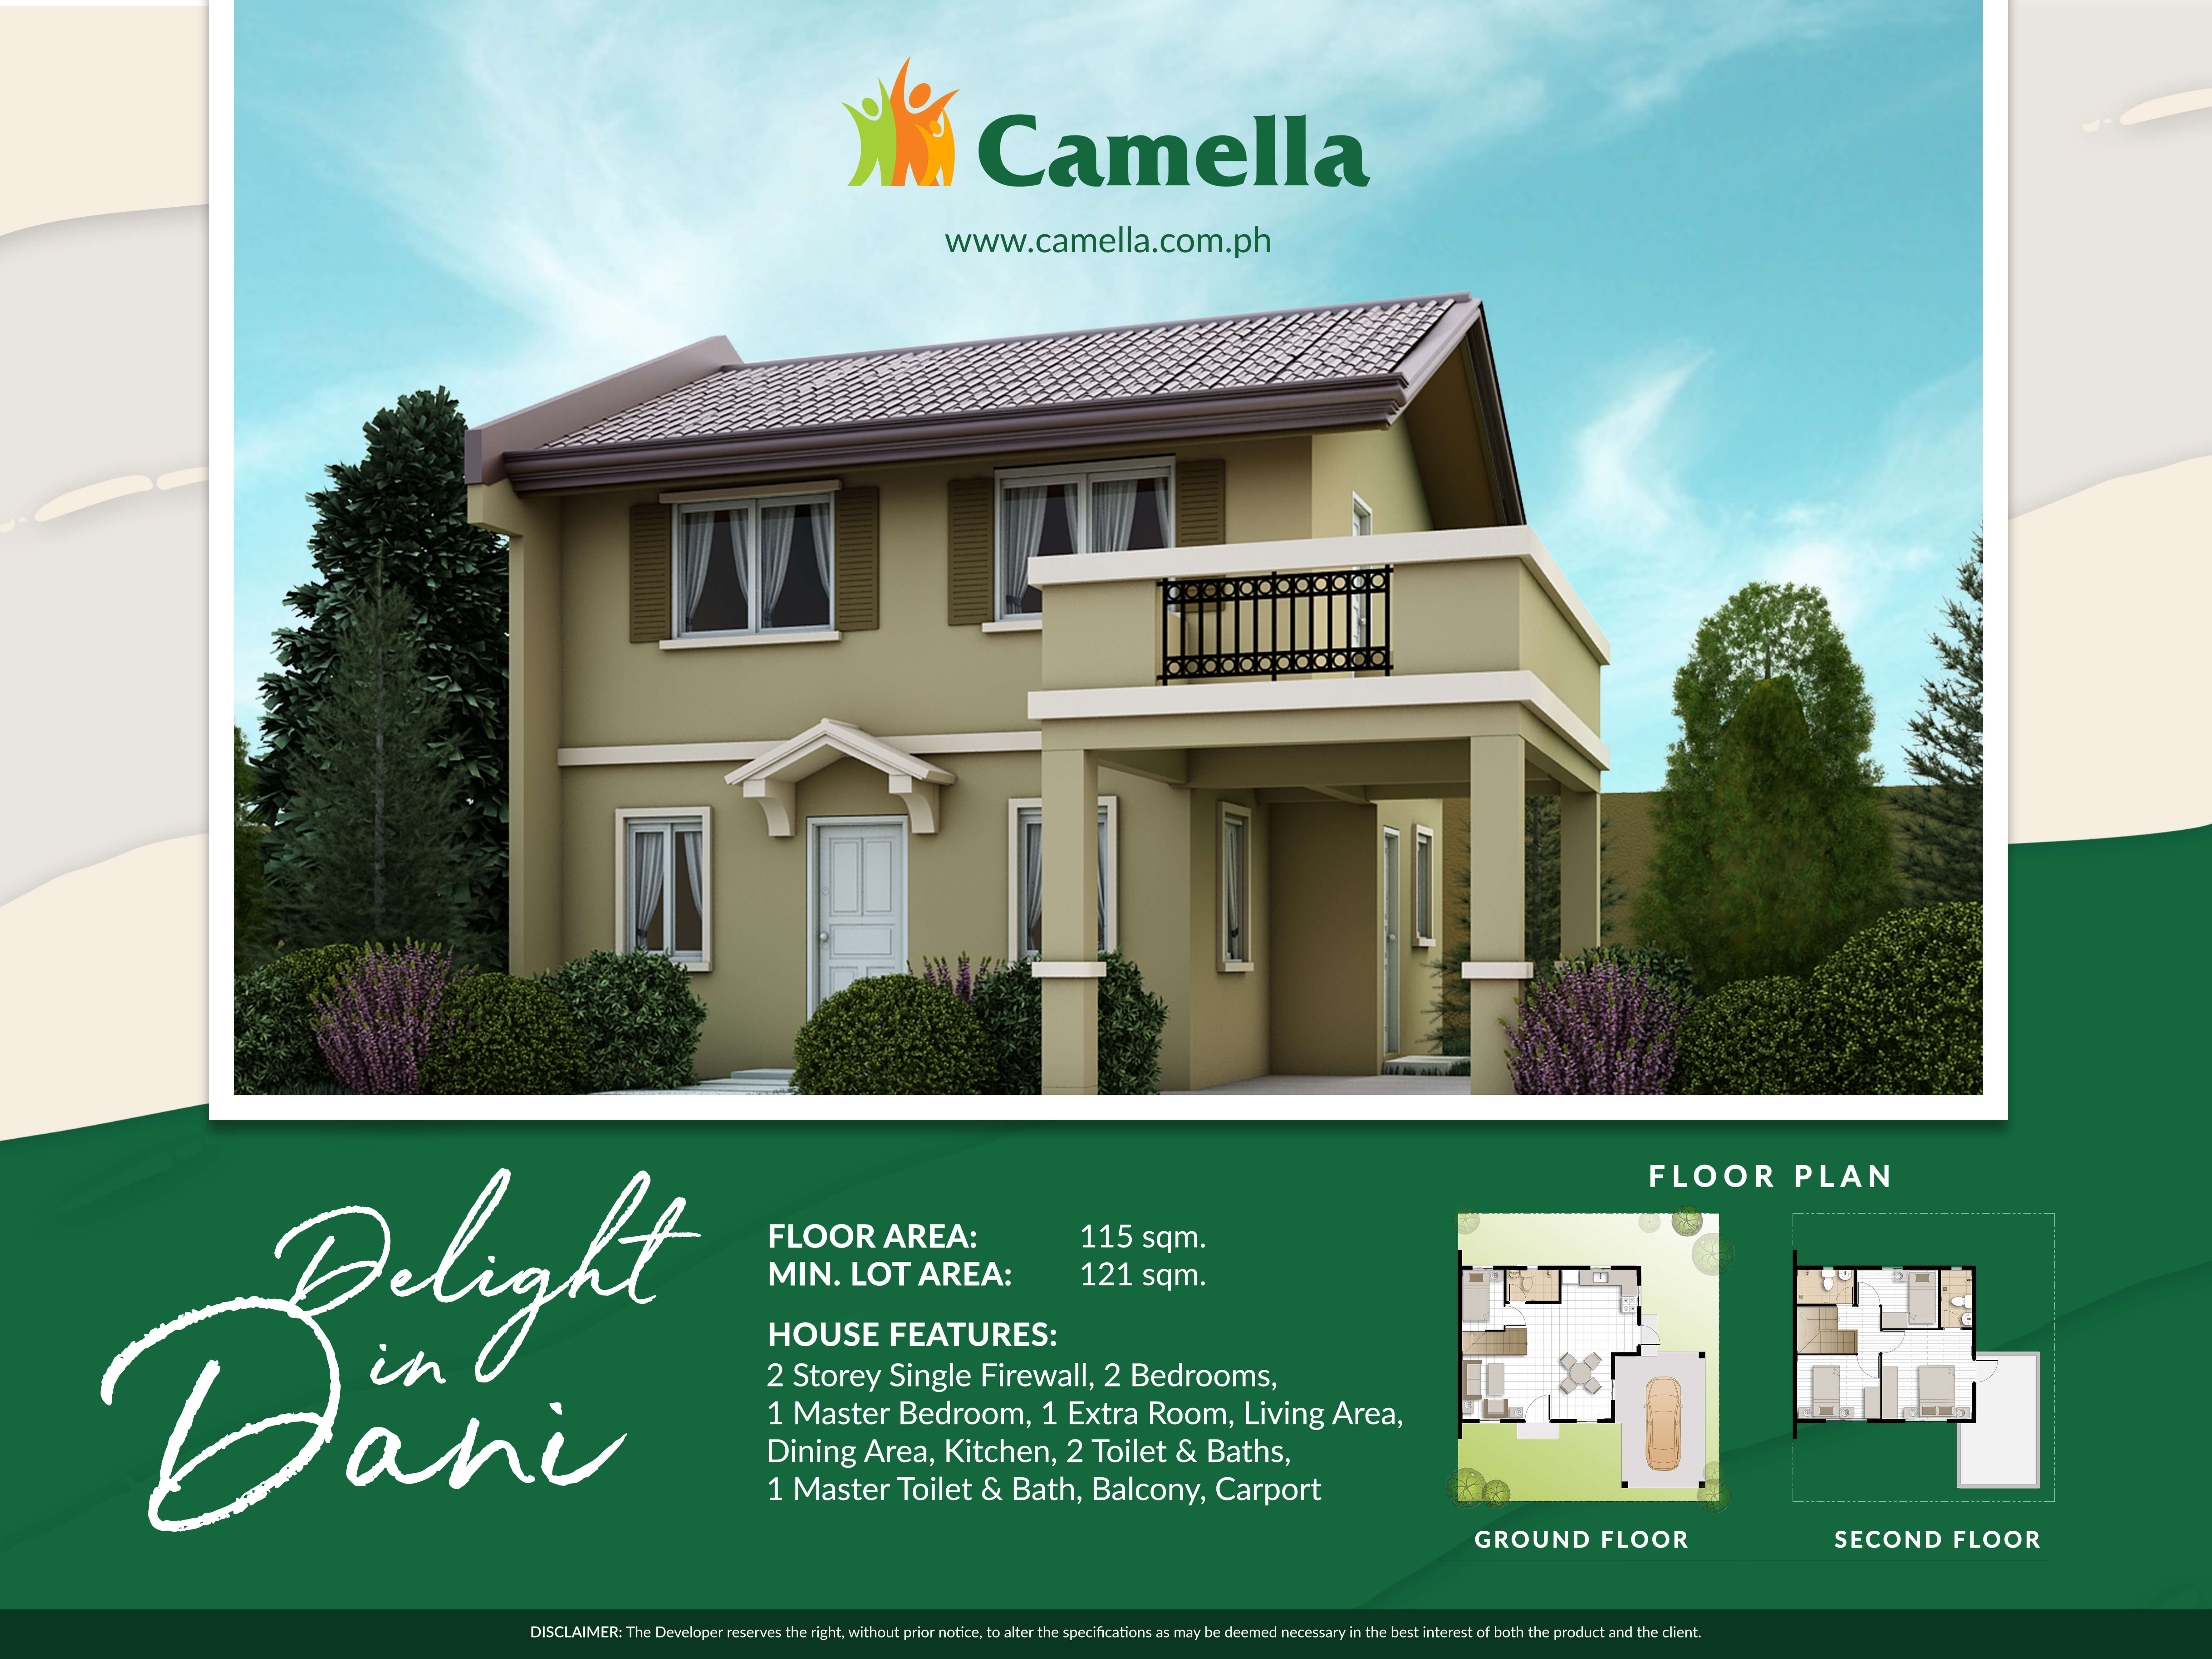 Camella
www.camella.com.ph
Delight
in
Dani
FLOOR AREA: 115 sqm.
MIN. LOT AREA: 121 sqm.
HOUSE FEATURES:
2 Storey Single Firewall, 2 Bedrooms,
1 Master Bedroom, 1 Extra Room, Living Area,
Dining Area, Kitchen, 2 Toilet & Baths,
1 Master Toilet & Bath, Balcony, Carport
FLOOR PLAN
GROUND FLOOR
SECOND FLOOR
DISCLAIMER: The Developer reserves the right, without prior notice, to alter the specifications as may be deemed necessary in the best interest of both the product and the client.